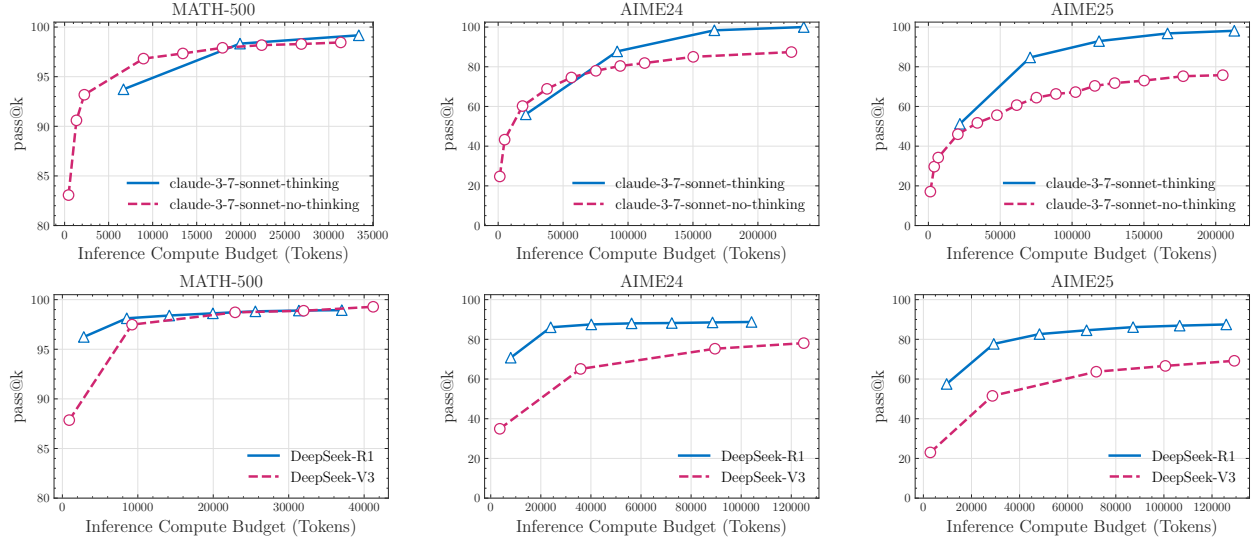 MATH-500
100
95
90
85
80
pass@k
0
5000
10000
15000
20000
25000
30000
35000
Inference Compute Budget (Tokens)
claude-3-7-sonnet-thinking
claude-3-7-sonnet-no-thinking
AIME24
100
80
60
40
20
0
pass@k
0
50000
100000
150000
200000
Inference Compute Budget (Tokens)
claude-3-7-sonnet-thinking
claude-3-7-sonnet-no-thinking
AIME25
100
80
60
40
20
0
pass@k
0
50000
100000
150000
200000
Inference Compute Budget (Tokens)
claude-3-7-sonnet-thinking
claude-3-7-sonnet-no-thinking
MATH-500
100
95
90
85
80
pass@k
0
10000
20000
30000
40000
Inference Compute Budget (Tokens)
DeepSeek-R1
DeepSeek-V3
AIME24
100
80
60
40
20
0
pass@k
0
20000
40000
60000
80000
100000
120000
Inference Compute Budget (Tokens)
DeepSeek-R1
DeepSeek-V3
AIME25
100
80
60
40
20
0
pass@k
0
20000
40000
60000
80000
100000
120000
Inference Compute Budget (Tokens)
DeepSeek-R1
DeepSeek-V3